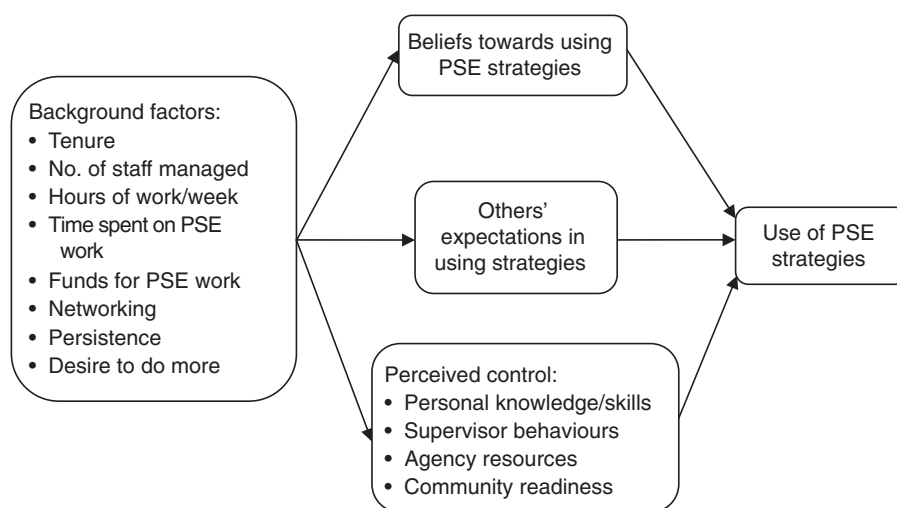 Beliefs towards using
PSE strategies
Background factors:
• Tenure
• No. of staff managed
• Hours of work/week
• Time spent on PSE
work
• Funds for PSE work
• Networking
• Persistence
• Desire to do more
Others’
expectations in
using strategies
Use of PSE
strategies
Perceived control:
• Personal knowledge/skills
• Supervisor behaviours
• Agency resources
• Community readiness